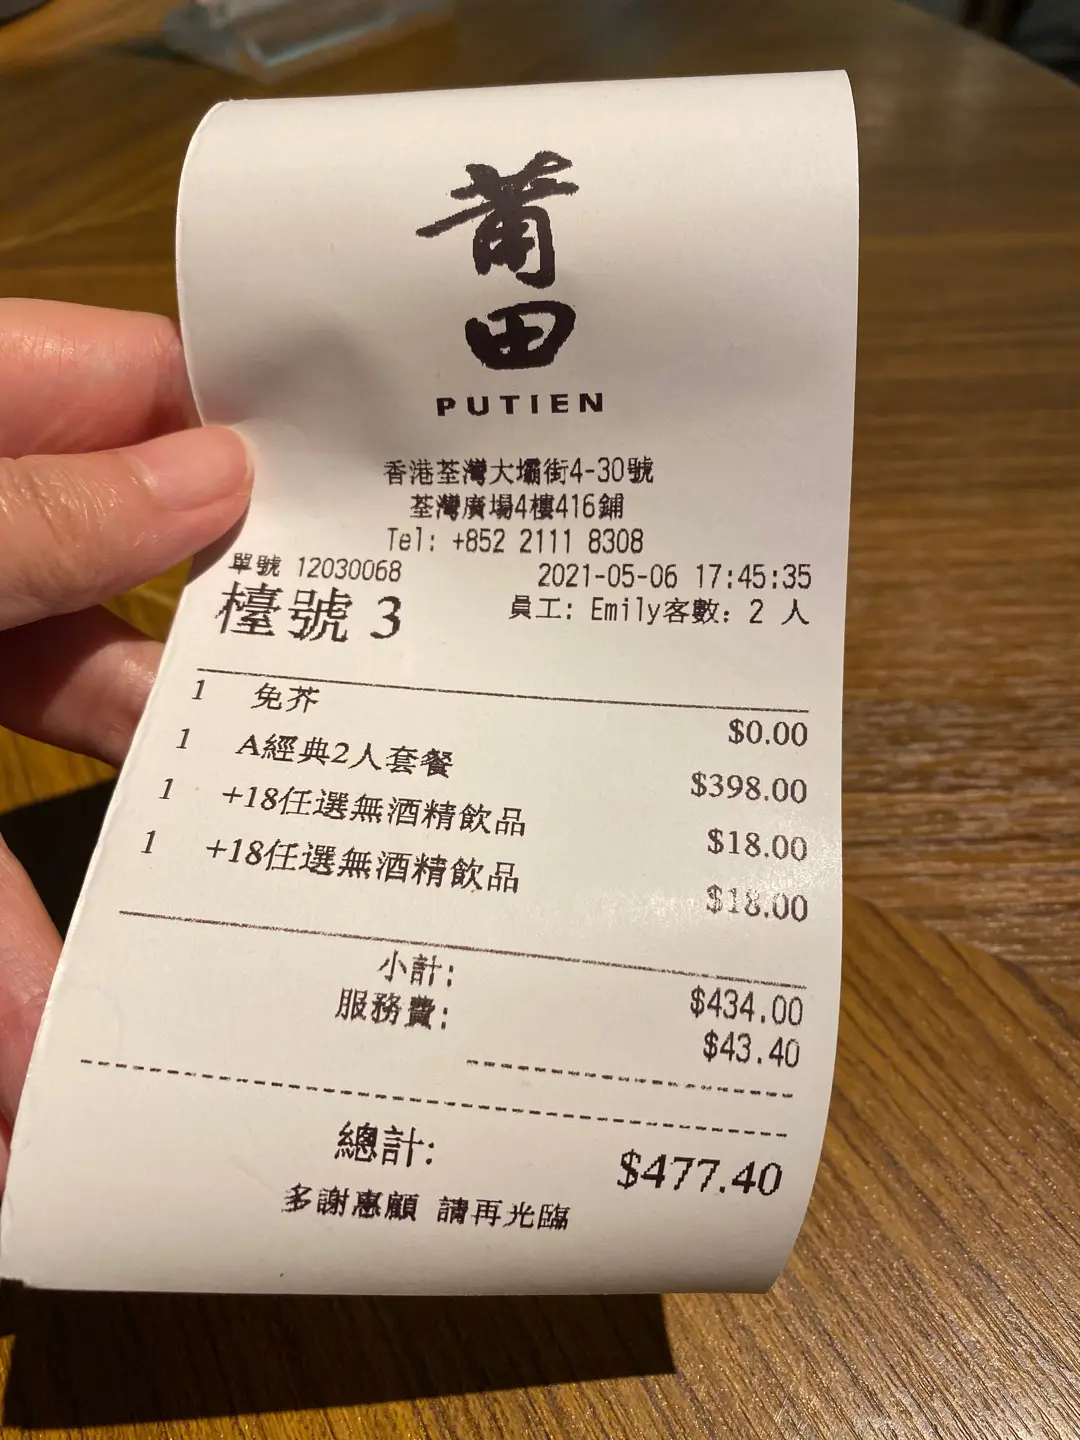 莆田
PUTIEN
香港荃灣大壩街4-30號
荃灣廣場4樓416鋪
Tel: +852 2111 8308
單號 12030068 2021-05-06 17:45:35
檯號 3 員工: Emily客數: 2 人
1 免芥 $0.00
1 A經典2人套餐 $398.00
1 +18任選無酒精飲品 $18.00
1 +18任選無酒精飲品 $18.00
小計: $434.00
服務費: $43.40
總計: $477.40
多謝惠顧 請再光臨